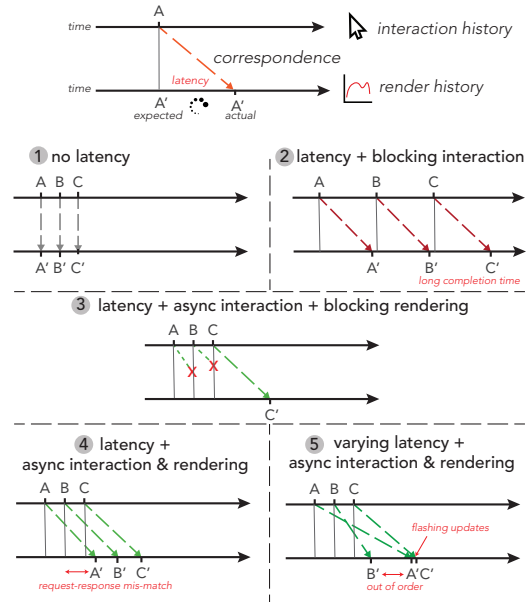 A
time
interaction history
correspondence
latency
time
A'
expected
A'
actual
render history
1 no latency
A B C
A' B' C'
2 latency + blocking interaction
A B C
A' B' C'
long completion time
3 latency + async interaction + blocking rendering
A B C
X X
C'
4 latency +
async interaction & rendering
A B C
A' B' C'
request-response mis-match
5 varying latency +
async interaction & rendering
A B C
flashing updates
B' A'C'
out of order